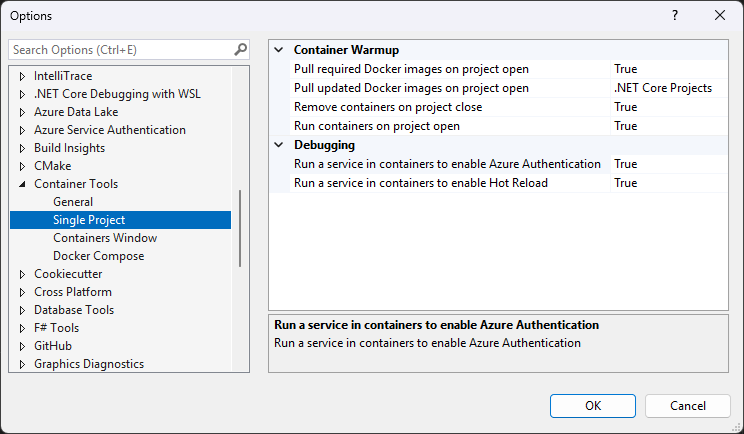 Options
?
Search Options (Ctrl+E)
IntelliTrace
.NET Core Debugging with WSL
Azure Data Lake
Azure Service Authentication
Build Insights
CMake
Container Tools
General
Single Project
Containers Window
Docker Compose
Cookiecutter
Cross Platform
Database Tools
F# Tools
GitHub
Graphics Diagnostics
Container Warmup
Pull required Docker images on project open True
Pull updated Docker images on project open .NET Core Projects
Remove containers on project close True
Run containers on project open True
Debugging
Run a service in containers to enable Azure Authentication True
Run a service in containers to enable Hot Reload True
Run a service in containers to enable Azure Authentication
Run a service in containers to enable Azure Authentication
OK Cancel